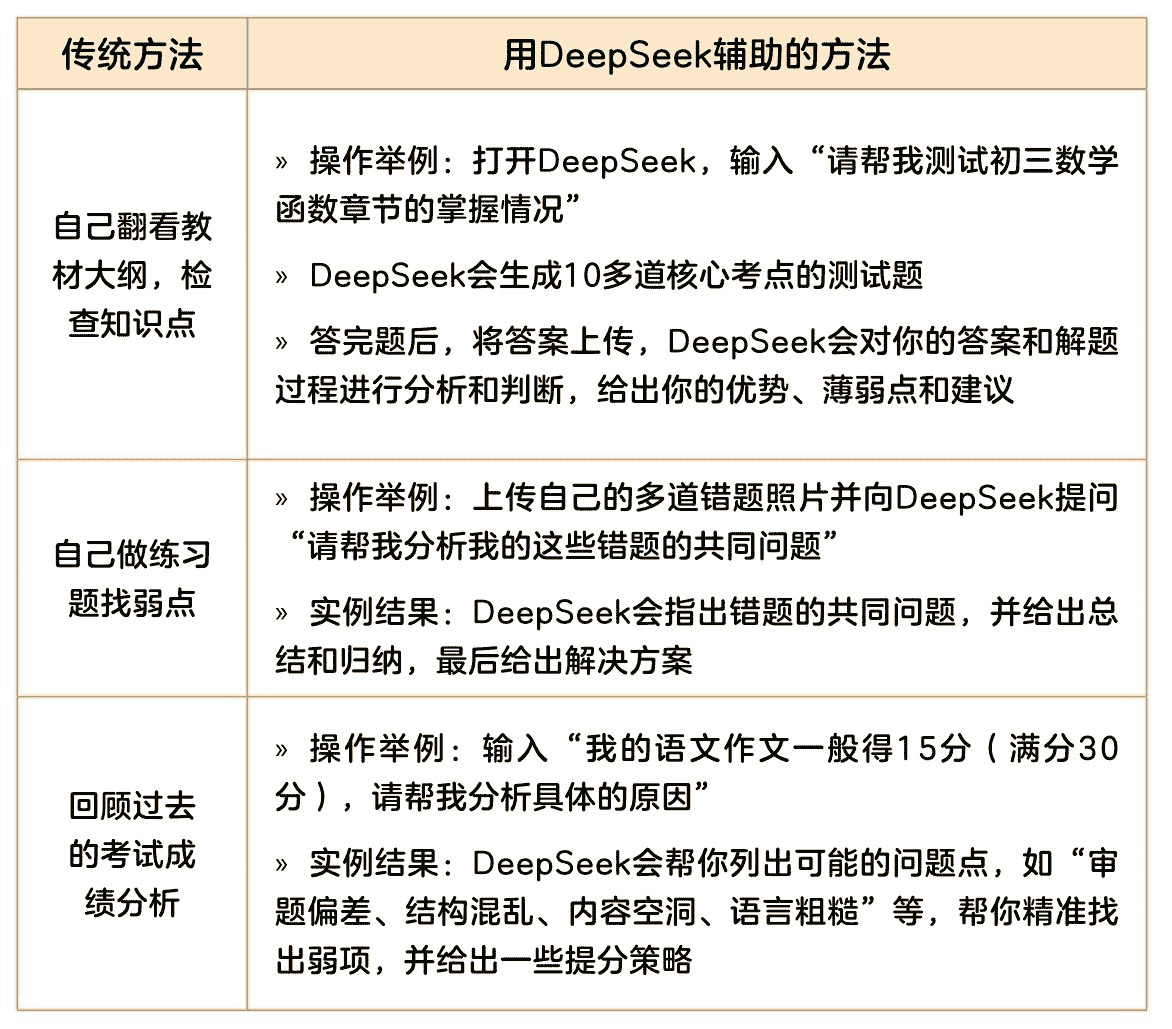 传统方法
用DeepSeek辅助的方法
自己翻看教
材大纲，检
查知识点
» 操作举例：打开DeepSeek，输入“请帮我测试初三数学
函数章节的掌握情况”
» DeepSeek会生成10多道核心考点的测试题
» 答完题后，将答案上传，DeepSeek会对你的答案和解题
过程进行分析和判断，给出你的优势、薄弱点和建议
自己做练习
题找弱点
» 操作举例：上传自己的多道错题照片并向DeepSeek提问
“请帮我分析我的这些错题的共同问题”
» 实例结果：DeepSeek会指出错题的共同问题，并给出总
结和归纳，最后给出解决方案
回顾过去
的考试成
绩分析
» 操作举例：输入“我的语文作文一般得15分（满分30
分），请帮我分析具体的原因”
» 实例结果：DeepSeek会帮你列出可能的问题点，如“审
题偏差、结构混乱、内容空洞、语言粗糙”等，帮你精准找
出弱项，并给出一些提分策略